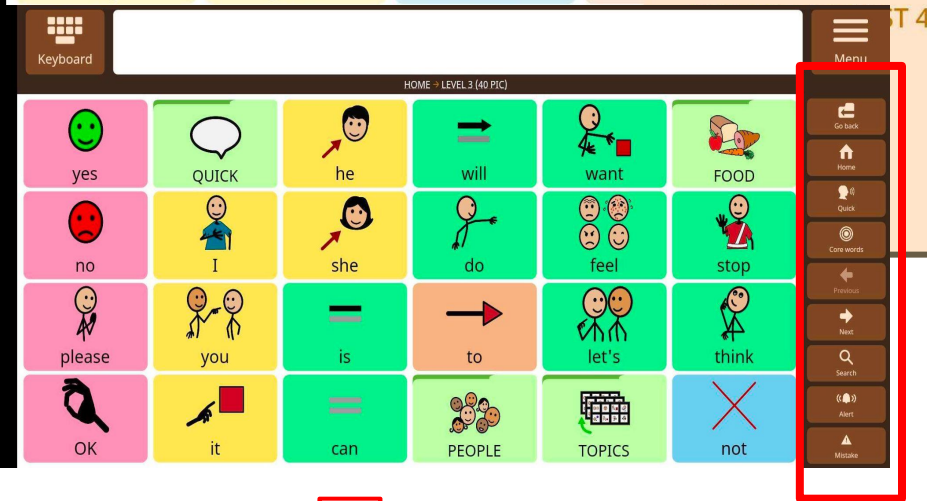 ST 4
Keyboard
Menu
HOME → LEVEL 3 (40 PIC)
yes
QUICK
he
will
want
FOOD
no
I
she
do
feel
stop
please
you
is
to
let's
think
OK
it
can
PEOPLE
TOPICS
not
Go back
Home
Quick
Core words
Previous
Next
Search
Alert
Mistake